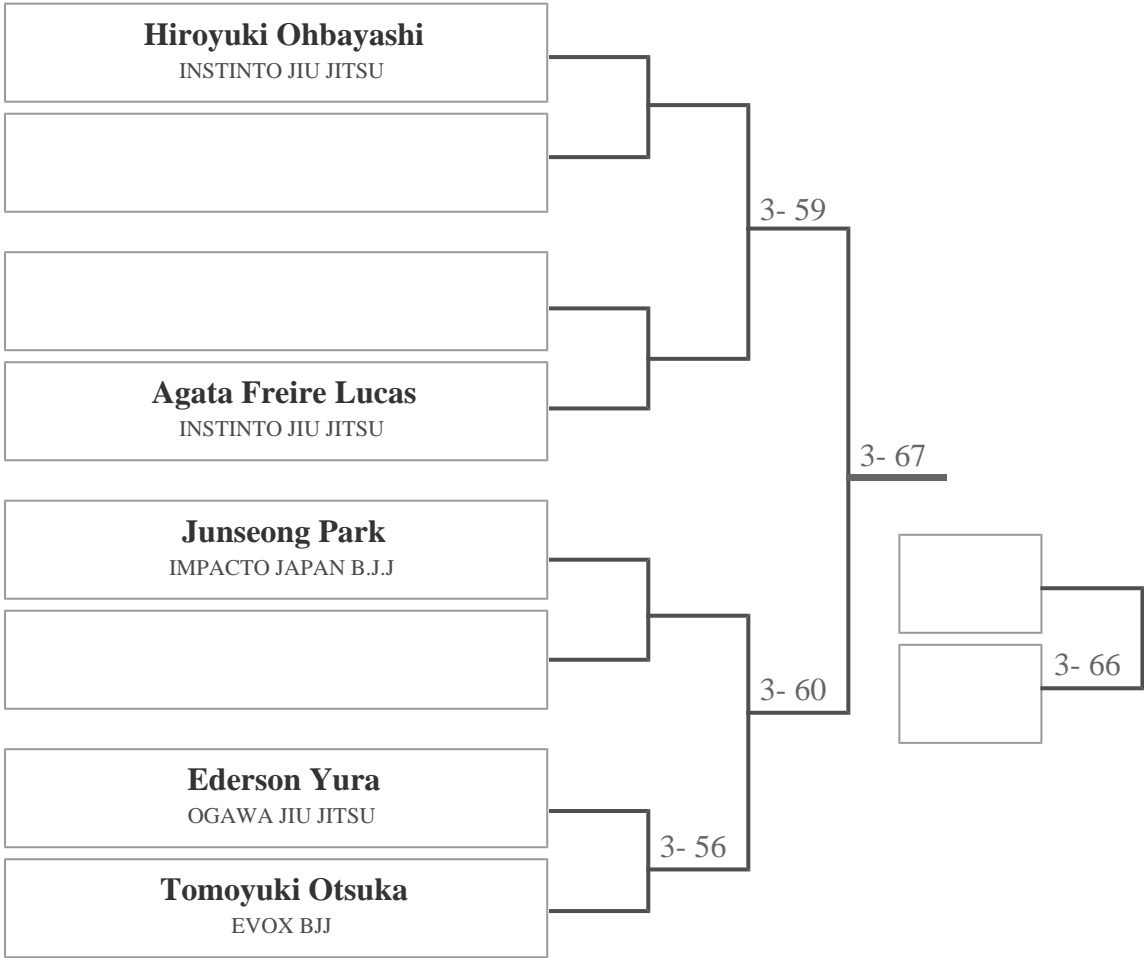 Hiroyuki Ohbayashi
INSTINTO JIU JITSU
3- 59
Agata Freire Lucas
INSTINTO JIU JITSU
3- 67
Junseong Park
IMPACTO JAPAN B.J.J
3- 66
3- 60
Ederson Yura
OGAWA JIU JITSU
3- 56
Tomoyuki Otsuka
EVOX BJJ